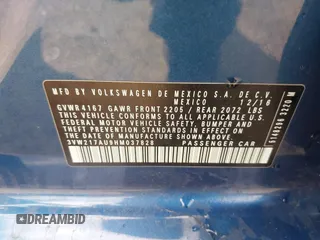 MFD BY VOLKSWAGEN DE MEXICO S.A. DE C.V.
MEXICO 12/16
GVWR 4167 GAWR FRONT 2205 / REAR 2072 LBS
THIS VEHICLE CONFORMS TO ALL APPLICABLE U.S.
FEDERAL MOTOR VEHICLE SAFETY, BUMPER AND
THEFT PREVENTION STANDARDS IN EFFECT ON THE
DATE OF MANUFACTURE SHOWN ABOVE.
3VW217AU9HM037828 PASSENGER CAR
DREAMBID